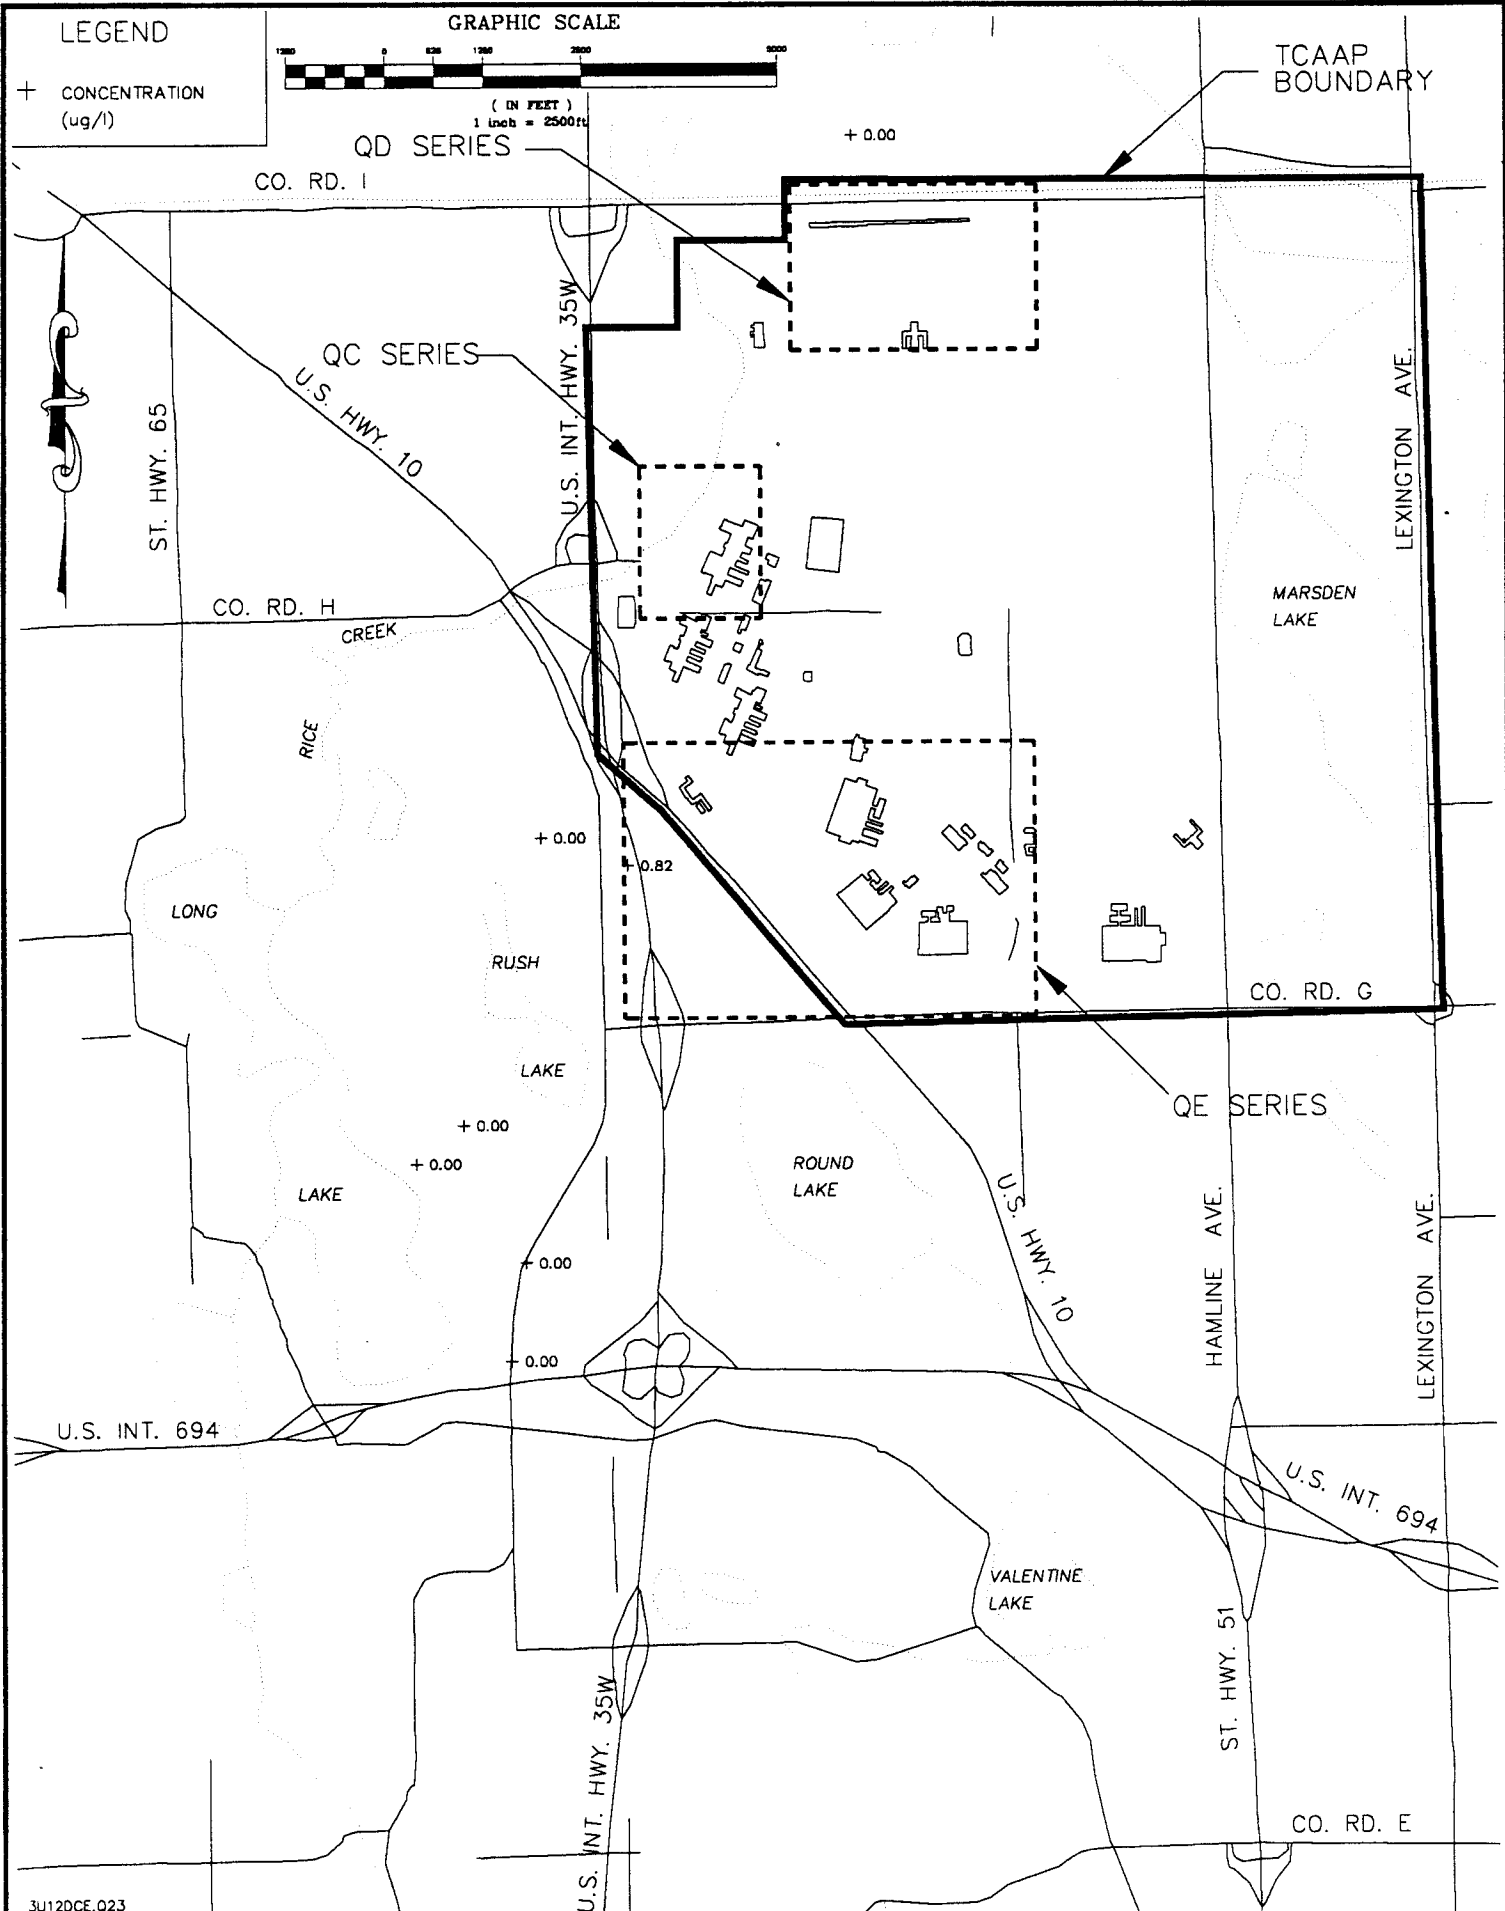 LEGEND
+ CONCENTRATION
(ug/l)
GRAPHIC SCALE
0
2500
5000
( IN FEET )
1 inch = 2500ft
TCAAP
BOUNDARY
+ 0.00
QD SERIES
CO. RD. I
QC SERIES
U.S. INT. HWY. 35W
U.S. HWY. 10
ST. HWY. 65
LEXINGTON AVE.
MARSDEN
LAKE
CO. RD. H
CREEK
RICE
+ 0.00
+ 0.82
LONG
RUSH
CO. RD. G
LAKE
QE SERIES
+ 0.00
+ 0.00
ROUND
LAKE
LAKE
U.S. HWY. 10
HAMLINE AVE.
LEXINGTON AVE.
+ 0.00
+ 0.00
U.S. INT. 694
U.S. INT. 694
VALENTINE
LAKE
ST. HWY. 51
U.S. INT. HWY. 35W
CO. RD. E
3U12DCE.Q23